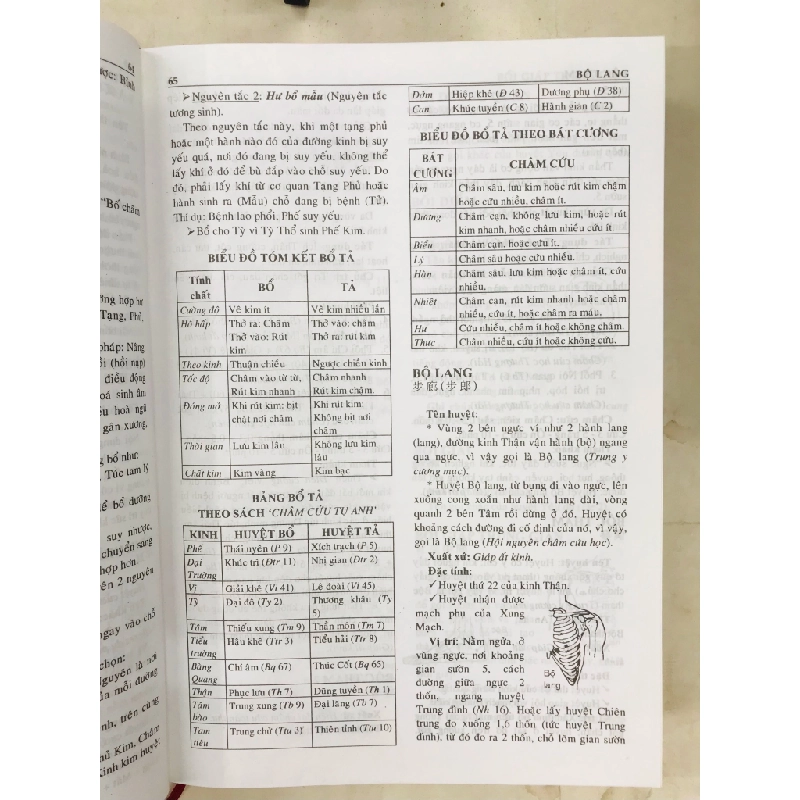 65
BỘ LANG
➢Nguyên tắc 2: Hư bổ mẫu (Nguyên tắc
tương sinh).
Theo nguyên tắc này, khi một tạng phủ
hoặc một hành nào đó của đường kinh bị suy
yếu quá, nơi đó đang bị suy yếu, không thể
lấy khí ở đó để bù đắp vào chỗ suy yếu. Do
đó, phải lấy khí từ cơ quan Tạng Phủ hoặc
hành sinh ra (Mẫu) chỗ đang bị bệnh (Tử).
Thí dụ: Bệnh lao phổi, Phế suy yếu.
➢Bổ cho Tỳ vì Tỳ Thổ sinh Phế Kim.
BIỂU ĐỒ TÓM KẾT BỔ TẢ
Tính chất BỔ TẢ
Cường độ Vê kim ít Vê kim nhiều lần
Hô hấp Thở ra: Châm Thở vào: châm
Thở vào: Rút kim Thở ra: rút kim
Theo kinh Thuận chiều Ngược chiều kinh
Tốc độ Châm vào từ từ, Châm nhanh
Rút kim nhanh Rút kim chậm.
Đóng mở Khi rút kim: bịt Khi rút kim:
chặt nơi châm Không bịt nơi
châm
Thời gian Lưu kim lâu Không lưu kim
lâu
Chất kim Kim vàng Kim bạc
BẢNG BỔ TẢ
THEO SÁCH 'CHÂM CỨU TỤ ANH'
KINH HUYỆT BỔ HUYỆT TẢ
Phế Thái uyên (P 9) Xích trạch (P 5)
Đại Trường Khúc trì (Đtr 11) Nhị gian (Đtr 2)
Vị Giải khê (Vi 41) Lệ đoài (Vi 45)
Tỳ Đại đô (Ty 2) Thương khâu (Ty 5)
Tâm Thiếu xung (Tm 9) Thần môn (Tm 7)
Tiểu trường Hậu khê (Ttr 3) Tiểu hải (Ttr 8)
Bàng Quang Chí âm (Bq 67) Thúc Cốt (Bq 65)
Thận Phục lưu (Th 7) Dũng tuyền (Th 1)
Tâm bào Trung xung (Tb 9) Đại lăng (Tb 7)
Tam tiêu Trung chữ (Ttu 3) Thiên tỉnh (Ttu 10)
Đởm Hiệp khê (Đ 43) Dương phụ (Đ 38)
Can Khúc tuyền (C 8) Hành gian (C 2)
BIỂU ĐỒ BỔ TẢ THEO BÁT CƯƠNG
BÁT CƯƠNG CHÂM CỨU
Âm Châm sâu, lưu kim hoặc rút kim chậm
hoặc cứu nhiều, châm ít.
Dương Châm cạn, không lưu kim, hoặc rút
kim nhanh, hoặc châm nhiều cứu ít.
Biểu Châm cạn, hoặc cứu ít.
Lý Châm sâu hoặc cứu nhiều.
Hàn Châm sâu, lưu kim hoặc châm ít, cứu
nhiều.
Nhiệt Châm cạn, rút kim nhanh hoặc châm
nhiều, cứu ít, hoặc châm ra máu.
Hư Cứu nhiều, châm ít hoặc không châm.
Thực Châm nhiều, cứu ít hoặc không cứu.
BỘ LANG
步廊(步郎)
Tên huyệt:
* Vùng 2 bên ngực ví như 2 hành lang
(lang), đường kinh Thận vận hành (bộ) ngang
qua ngực, vì vậy gọi là Bộ lang (Trung y
cương mục).
* Huyệt Bộ lang, từ bụng đi vào ngực, lên
xuống cong xoắn như hành lang dài, vòng
quanh 2 bên Tâm rồi dừng ở đó. Huyệt có
khoảng cách đường đi cố định của nó, vì vậy,
gọi là Bộ lang (Hội nguyên châm cứu học).
Xuất xứ: Giáp ất kinh.
Đặc tính:
✓Huyệt thứ 22 của kinh Thận.
✓Huyệt nhận được
mạch phụ của Xung
Mạch.
Vị trí: Nằm ngửa, ở
vùng ngực, nơi khoảng
gian sườn 5, cách
đường giữa ngực 2
thốn, ngang huyệt
Bộ
lang
Trung đình (Nh 16). Hoặc lấy huyệt Chiên
trung đo xuống 1,6 thốn (tức huyệt Trung
đình), từ đó đo ra 2 thốn, chỗ lõm gian sườn